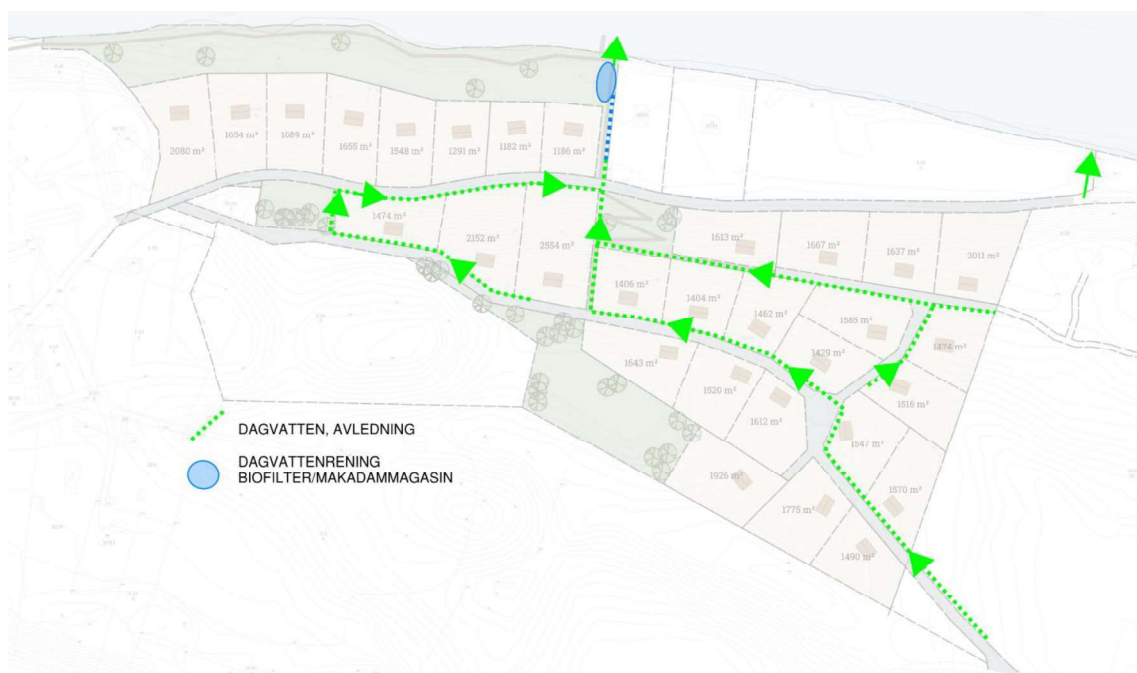 2080 m²
1654 m²
1689 m²
1655 m²
1548 m²
1291 m²
1182 m²
1186 m²
1474 m²
2152 m²
2554 m²
1613 m²
1667 m²
1637 m²
2011 m²
1406 m²
1404 m²
1462 m²
1585 m²
1474 m²
1643 m²
1520 m²
1429 m²
1516 m²
1612 m²
1547 m²
1926 m²
1570 m²
1775 m²
1490 m²
DAGVATTEN, AVLEDNING
DAGVATTENRENING
BIOFILTER/MAKADAMMAGASIN